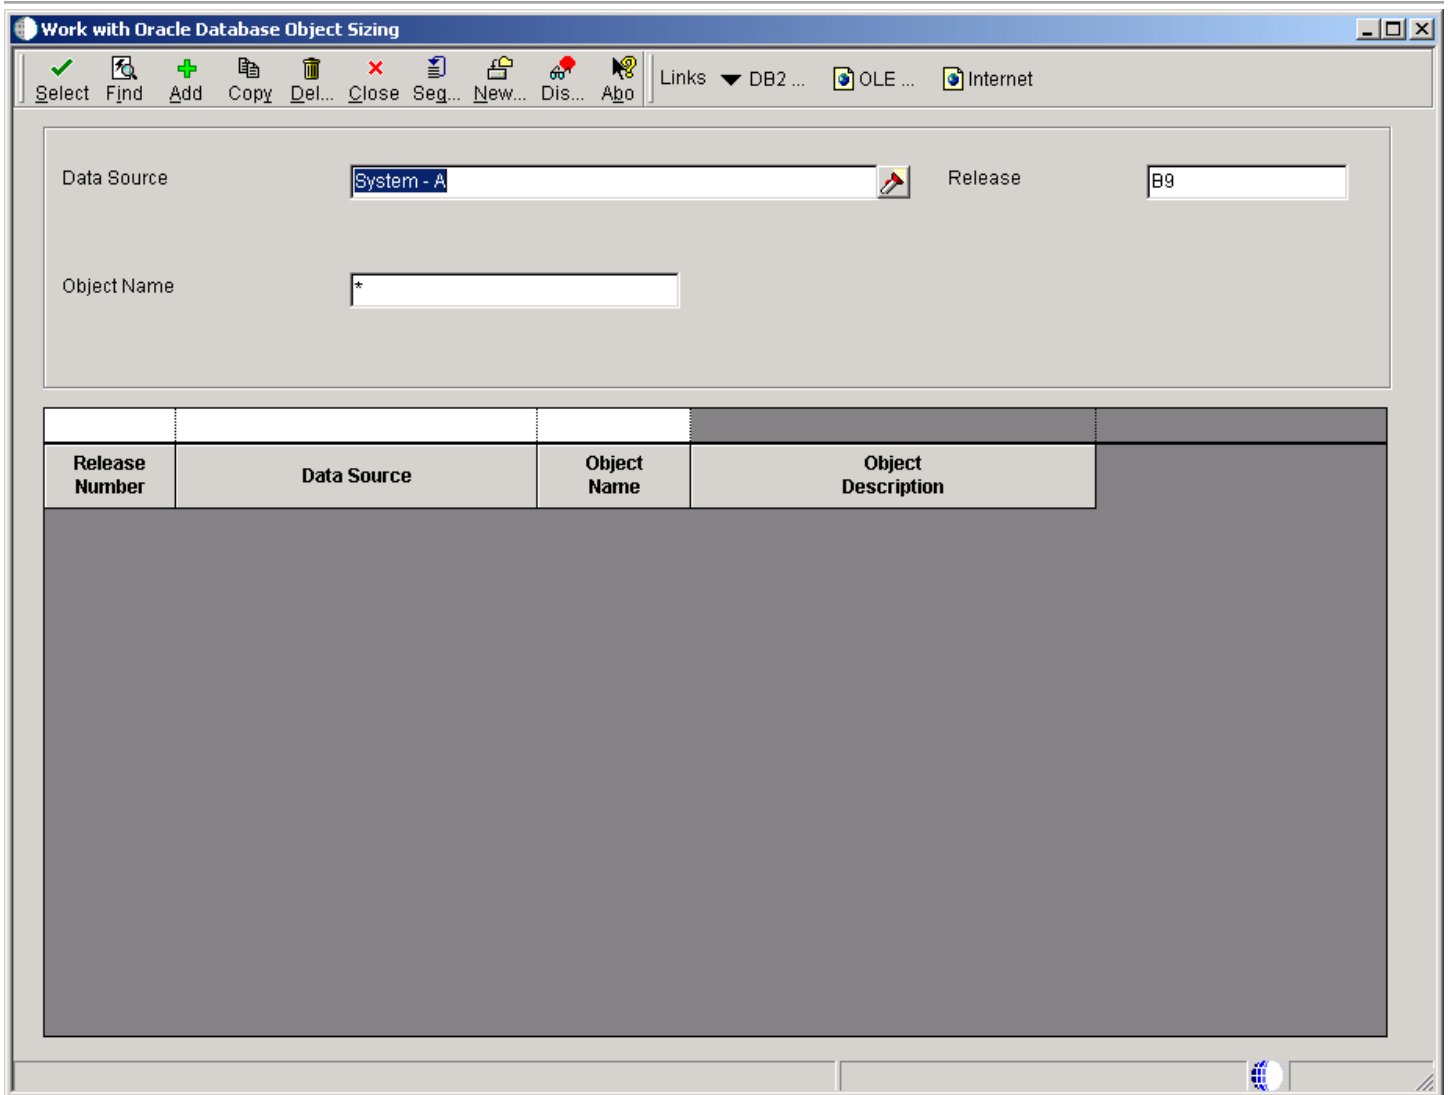 Work with Oracle Database Object Sizing
Select Find Add Copy Del... Close Seq... New... Dis... Abo Links DB2 ... OLE ... Internet
Data Source System - A Release B9
Object Name *
Release Number Data Source Object Name Object Description